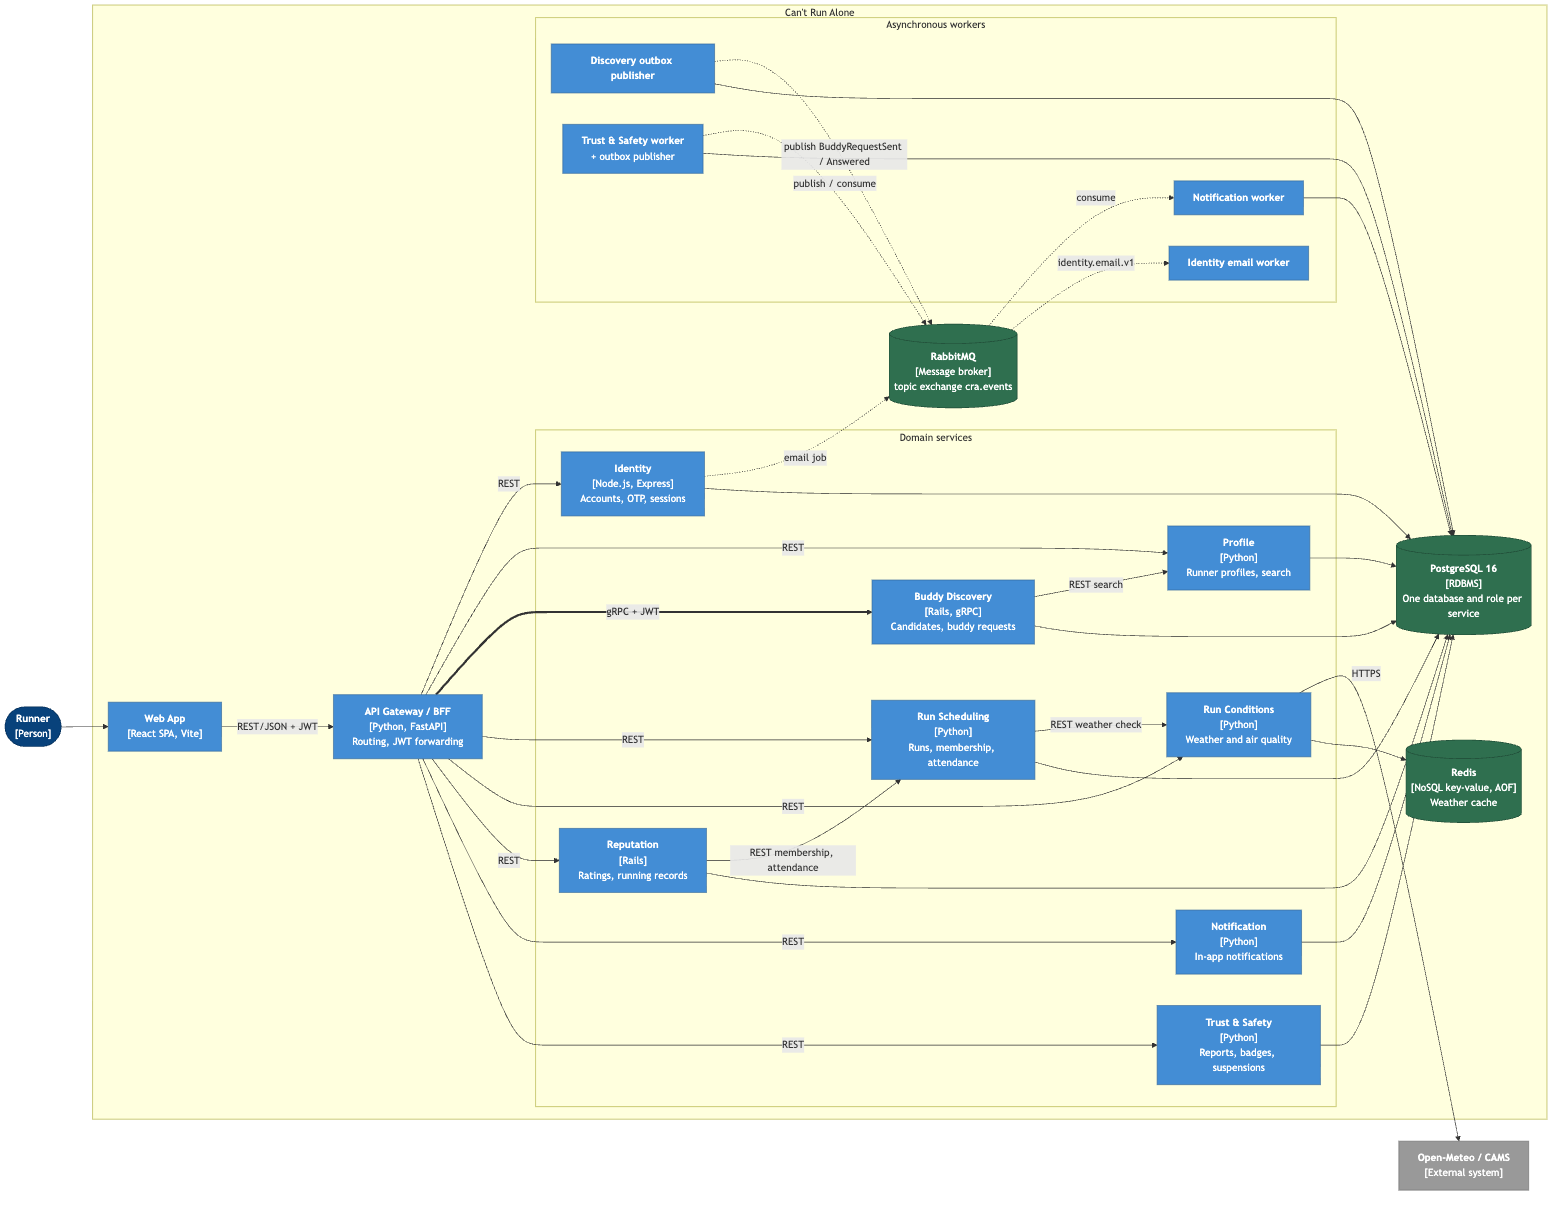 Can't Run Alone
Asynchronous workers
Discovery outbox
publisher
Trust & Safety worker
+ outbox publisher
publish BuddyRequestSent
/ Answered
publish / consume
consume
Notification worker
identity.email.v1
Identity email worker
RabbitMQ
[Message broker]
topic exchange cra.events
Domain services
email job
Identity
[Node.js, Express]
Accounts, OTP, sessions
REST
REST
Profile
[Python]
Runner profiles, search
REST search
Buddy Discovery
[Rails, gRPC]
Candidates, buddy requests
gRPC + JWT
PostgreSQL 16
[RDBMS]
One database and role per
service
HTTPS
Runner
[Person]
Web App
[React SPA, Vite]
REST/JSON + JWT
API Gateway / BFF
[Python, FastAPI]
Routing, JWT forwarding
REST
Run Scheduling
[Python]
Runs, membership,
attendance
REST weather check
Run Conditions
[Python]
Weather and air quality
Redis
[NoSQL key-value, AOF]
Weather cache
REST
REST
Reputation
[Rails]
Ratings, running records
REST membership,
attendance
REST
Notification
[Python]
In-app notifications
REST
Trust & Safety
[Python]
Reports, badges,
suspensions
Open-Meteo / CAMS
[External system]